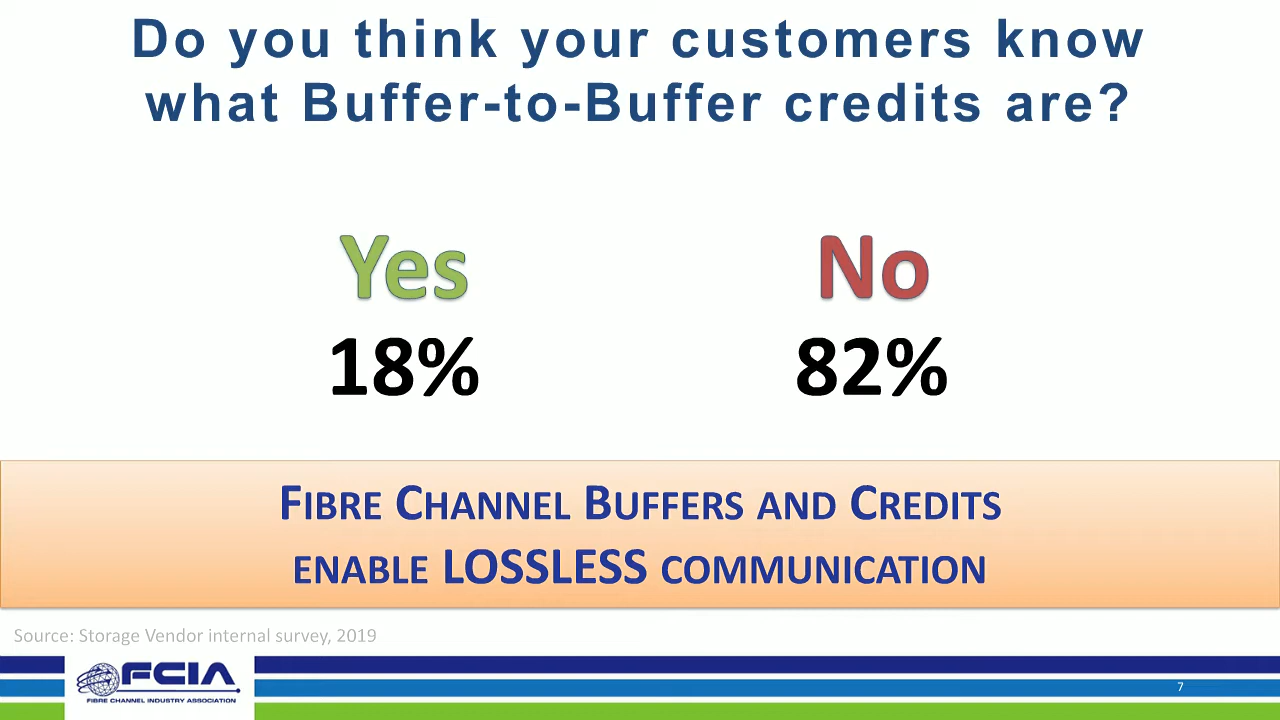 Do you think your customers know
what Buffer-to-Buffer credits are?
Yes
No
18%
82%
FIBRE CHANNEL BUFFERS AND CREDITS
ENABLE LOSSLESS COMMUNICATION
Source: Storage Vendor internal survey, 2019
FCIA
FIBRE CHANNEL INDUSTRY ASSOCIATION
7